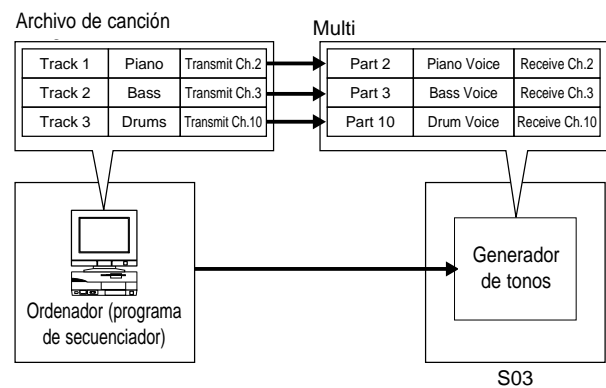 Archivo de canción
Multi
Track 1 Piano Transmit Ch.2
Track 2 Bass Transmit Ch.3
Track 3 Drums Transmit Ch.10
Part 2 Piano Voice Receive Ch.2
Part 3 Bass Voice Receive Ch.3
Part 10 Drum Voice Receive Ch.10
Ordenador (programa
de secuenciador)
Generador
de tonos
S03